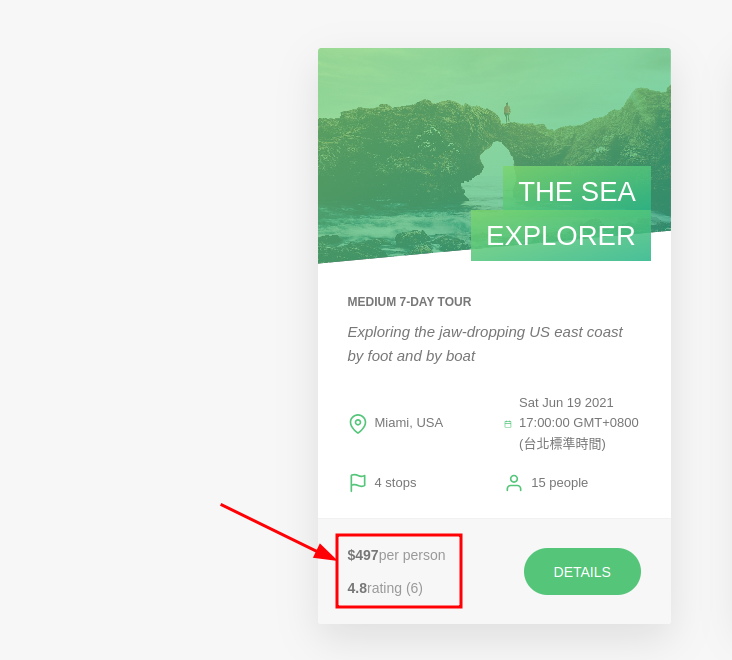 THE SEA
EXPLORER
MEDIUM 7-DAY TOUR
Exploring the jaw-dropping US east coast
by foot and by boat
Miami, USA
Sat Jun 19 2021
17:00:00 GMT+0800
(台北標準時間)
4 stops
15 people
$497per person
4.8rating (6)
DETAILS